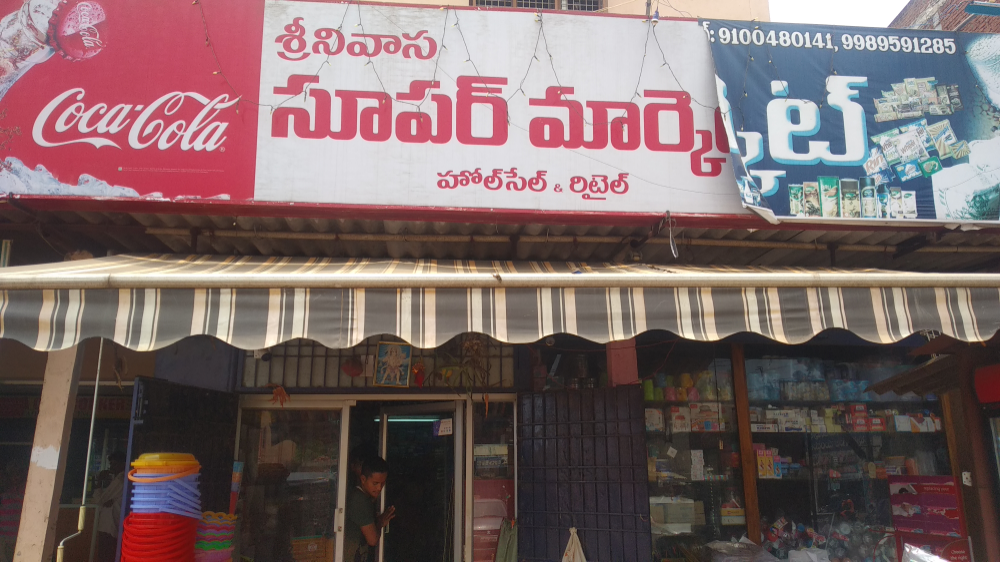 Coca-Cola
శ్రీనివాస
సూపర్ మార్కెట్
హోల్‌సేల్ & రిటైల్
: 9100480141, 9989591285